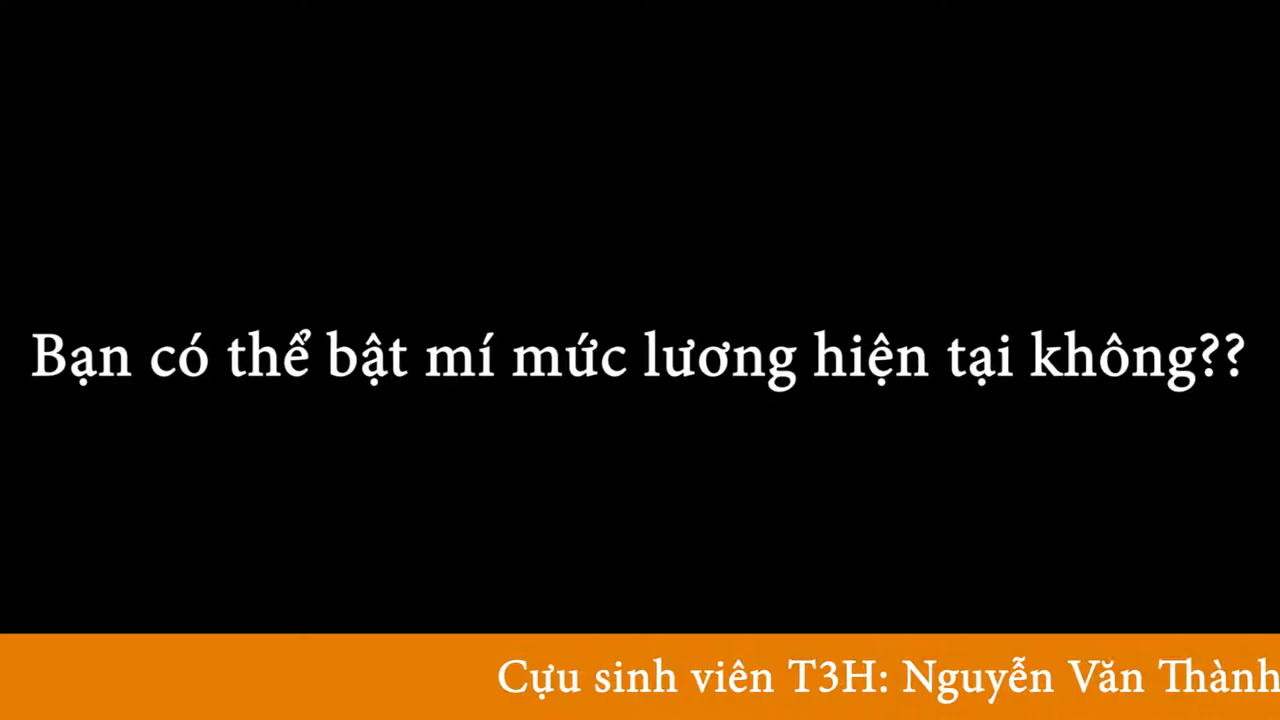 Bạn có thể bật mí mức lương hiện tại không??
Cựu sinh viên T3H: Nguyễn Văn Thành